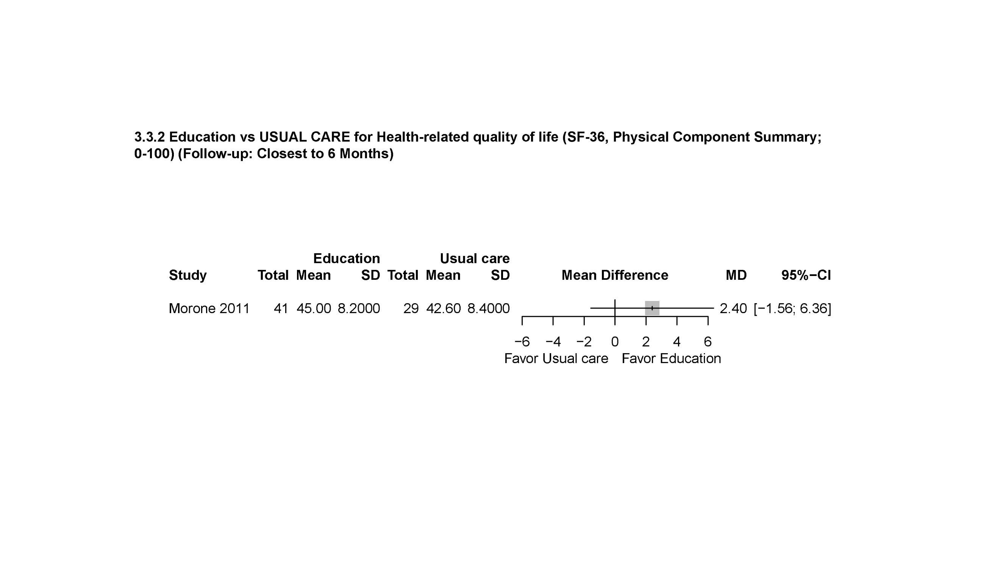 3.3.2 Education vs USUAL CARE for Health-related quality of life (SF-36, Physical Component Summary;
0-100) (Follow-up: Closest to 6 Months)
Education Usual care
Study Total Mean SD Total Mean SD Mean Difference MD 95%−CI
Morone 2011 41 45.00 8.2000 29 42.60 8.4000 2.40 [−1.56; 6.36]
−6 −4 −2 0 2 4 6
Favor Usual care Favor Education